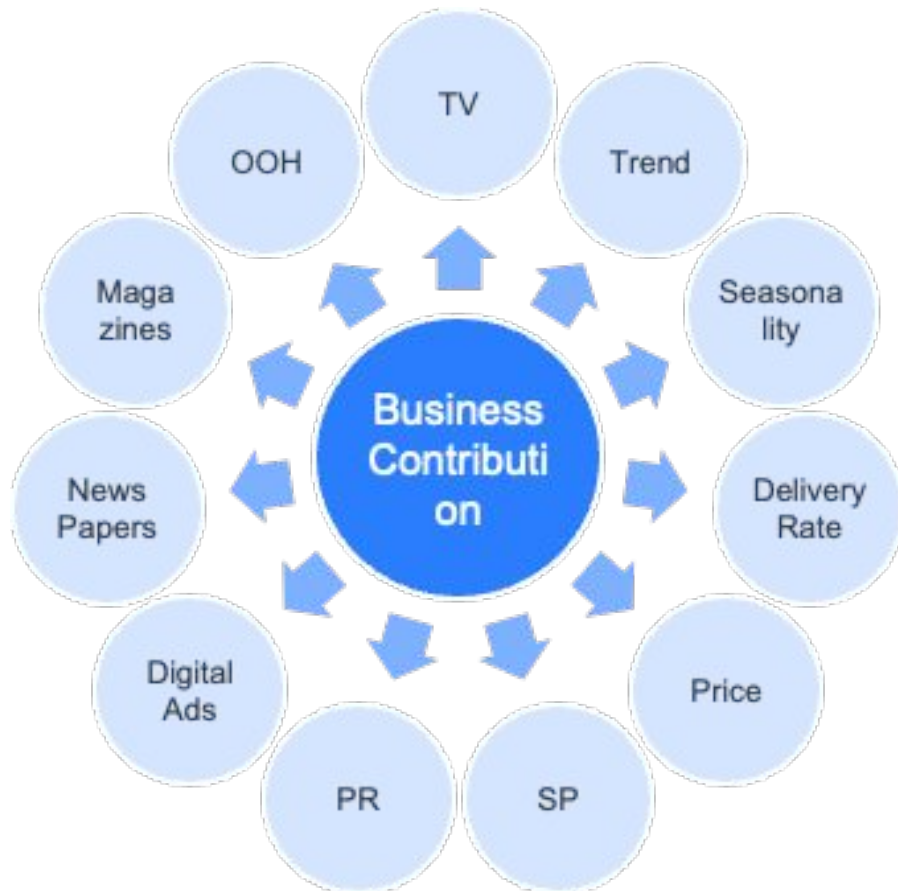 TV
Trend
Seasona
lity
Delivery
Rate
Price
SP
PR
Digital
Ads
News
Papers
Maga
zines
OOH
Business
Contributi
on